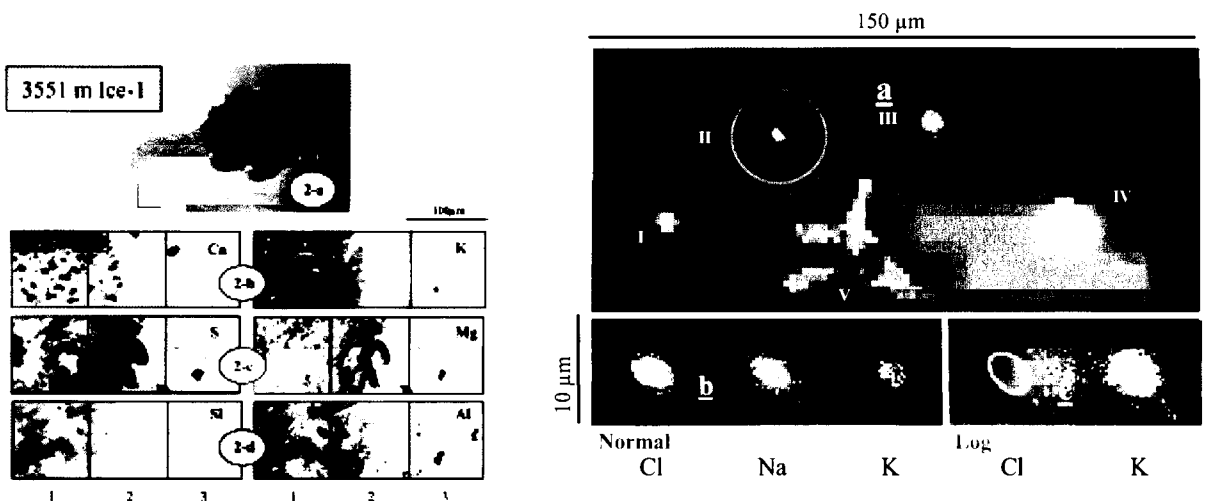 3551 m Ice-1
2-a
100µm
Ca
K
2-b
S
Mg
2-c
Si
Al
2-d
1 2 3 1 2 3
150 µm
a
III
II
IV
I
V
10 µm
b
c
Normal
Log
Cl Na K Cl K